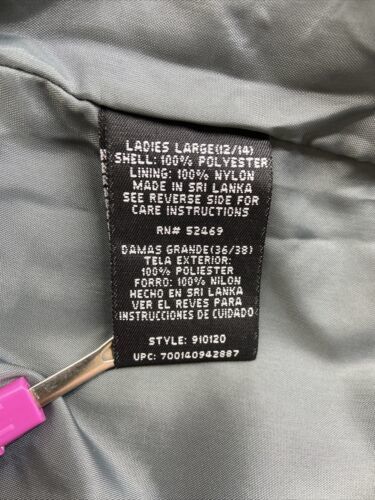 LADIES LARGE(12/14)
SHELL: 100% POLYESTER
LINING: 100% NYLON
MADE IN SRI LANKA
SEE REVERSE SIDE FOR
CARE INSTRUCTIONS
RN# 52469
DAMAS GRANDE(36/38)
TELA EXTERIOR:
100% POLIESTER
FORRO: 100% NILON
HECHO EN SRI LANKA
VER EL REVES PARA
INSTRUCCIONES DE CUIDADO
STYLE: 910120
UPC: 700140942887